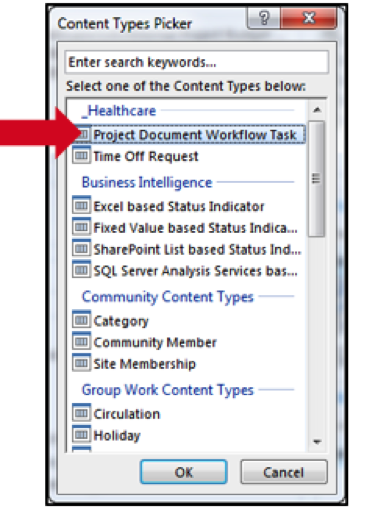 Content Types Picker
Enter search keywords...
Select one of the Content Types below:
_Healthcare
Project Document Workflow Task
Time Off Request
Business Intelligence
Excel based Status Indicator
Fixed Value based Status Indica...
SharePoint List based Status Ind...
SQL Server Analysis Services bas...
Community Content Types
Category
Community Member
Site Membership
Group Work Content Types
Circulation
Holiday
OK Cancel